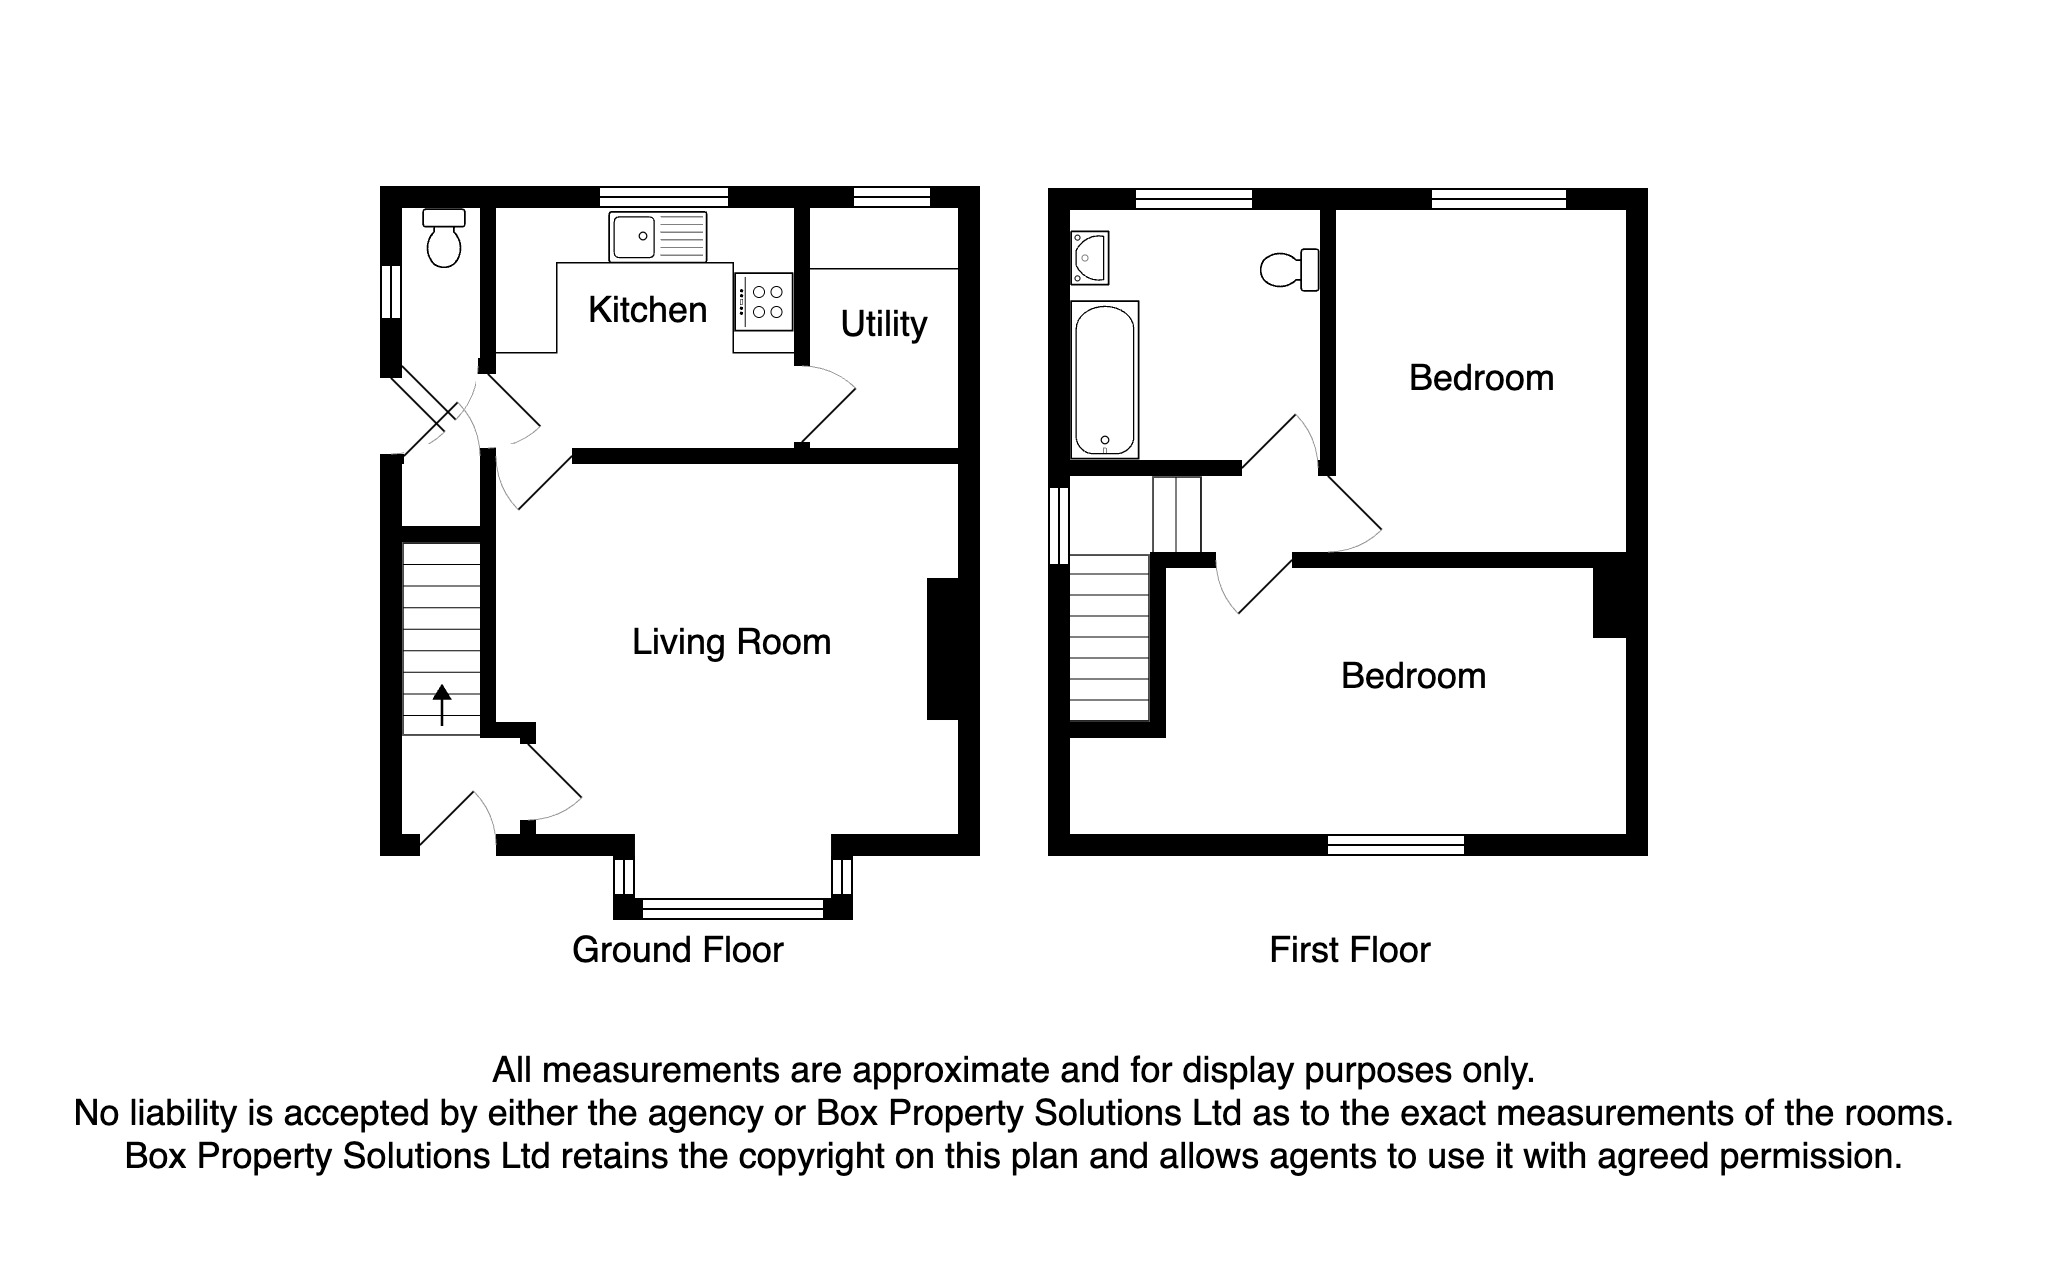 Kitchen
Utility
Living Room
Ground Floor
Bedroom
Bedroom
First Floor
All measurements are approximate and for display purposes only.
No liability is accepted by either the agency or Box Property Solutions Ltd as to the exact measurements of the rooms.
Box Property Solutions Ltd retains the copyright on this plan and allows agents to use it with agreed permission.